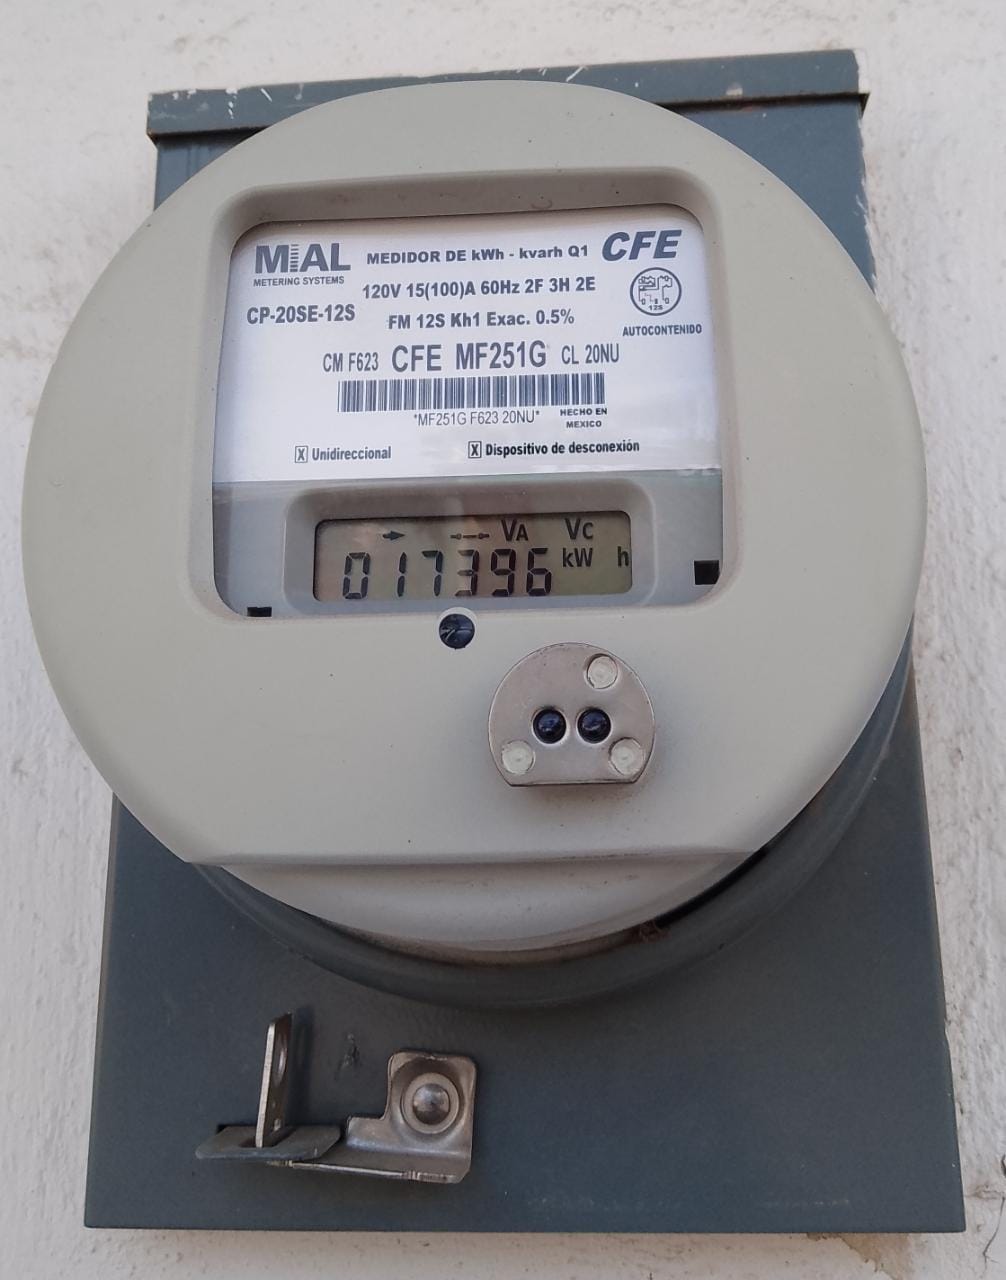 MIAL
METERING SYSTEMS
MEDIDOR DE kWh - kvarh Q1
CFE
120V 15(100)A 60Hz 2F 3H 2E
CP-20SE-12S
FM 12S Kh1 Exac. 0.5%
12S
AUTOCONTENIDO
CM F623 CFE MF251G CL 20NU
*MF251G F623 20NU*
HECHO EN
MEXICO
X Unidireccional
X Dispositivo de desconexión
VA VC
017396 kW h